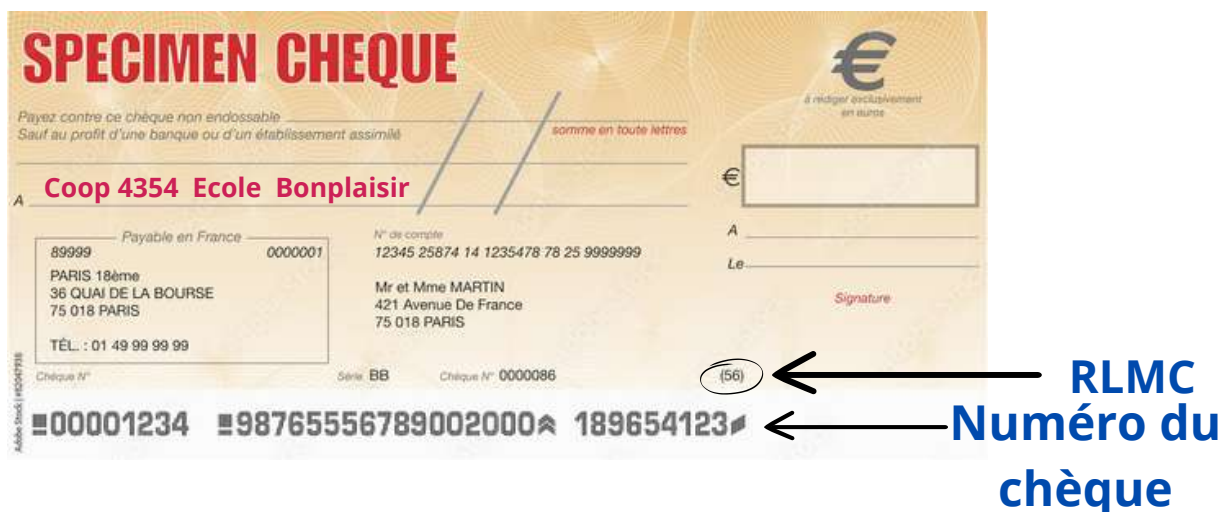 SPECIMEN CHEQUE
€
à rédiger exclusivement
en euros
Payez contre ce chèque non endossable
Sauf au profit d'une banque ou d'un établissement assimilé
somme en toute lettres
€
A Coop 4354 Ecole Bonplaisir
Payable en France
89999 0000001
PARIS 18ème
36 QUAI DE LA BOURSE
75 018 PARIS
TÉL. : 01 49 99 99 99
N° de compte
12345 25874 14 1235478 78 25 9999999
Mr et Mme MARTIN
421 Avenue De France
75 018 PARIS
A
Le
Signature
Chèque N° Série BB Chèque N° 0000086 (56)
RLMC
00001234 987655567890002000 189654123
Numéro du
chèque
Adobe Stock | #82047938